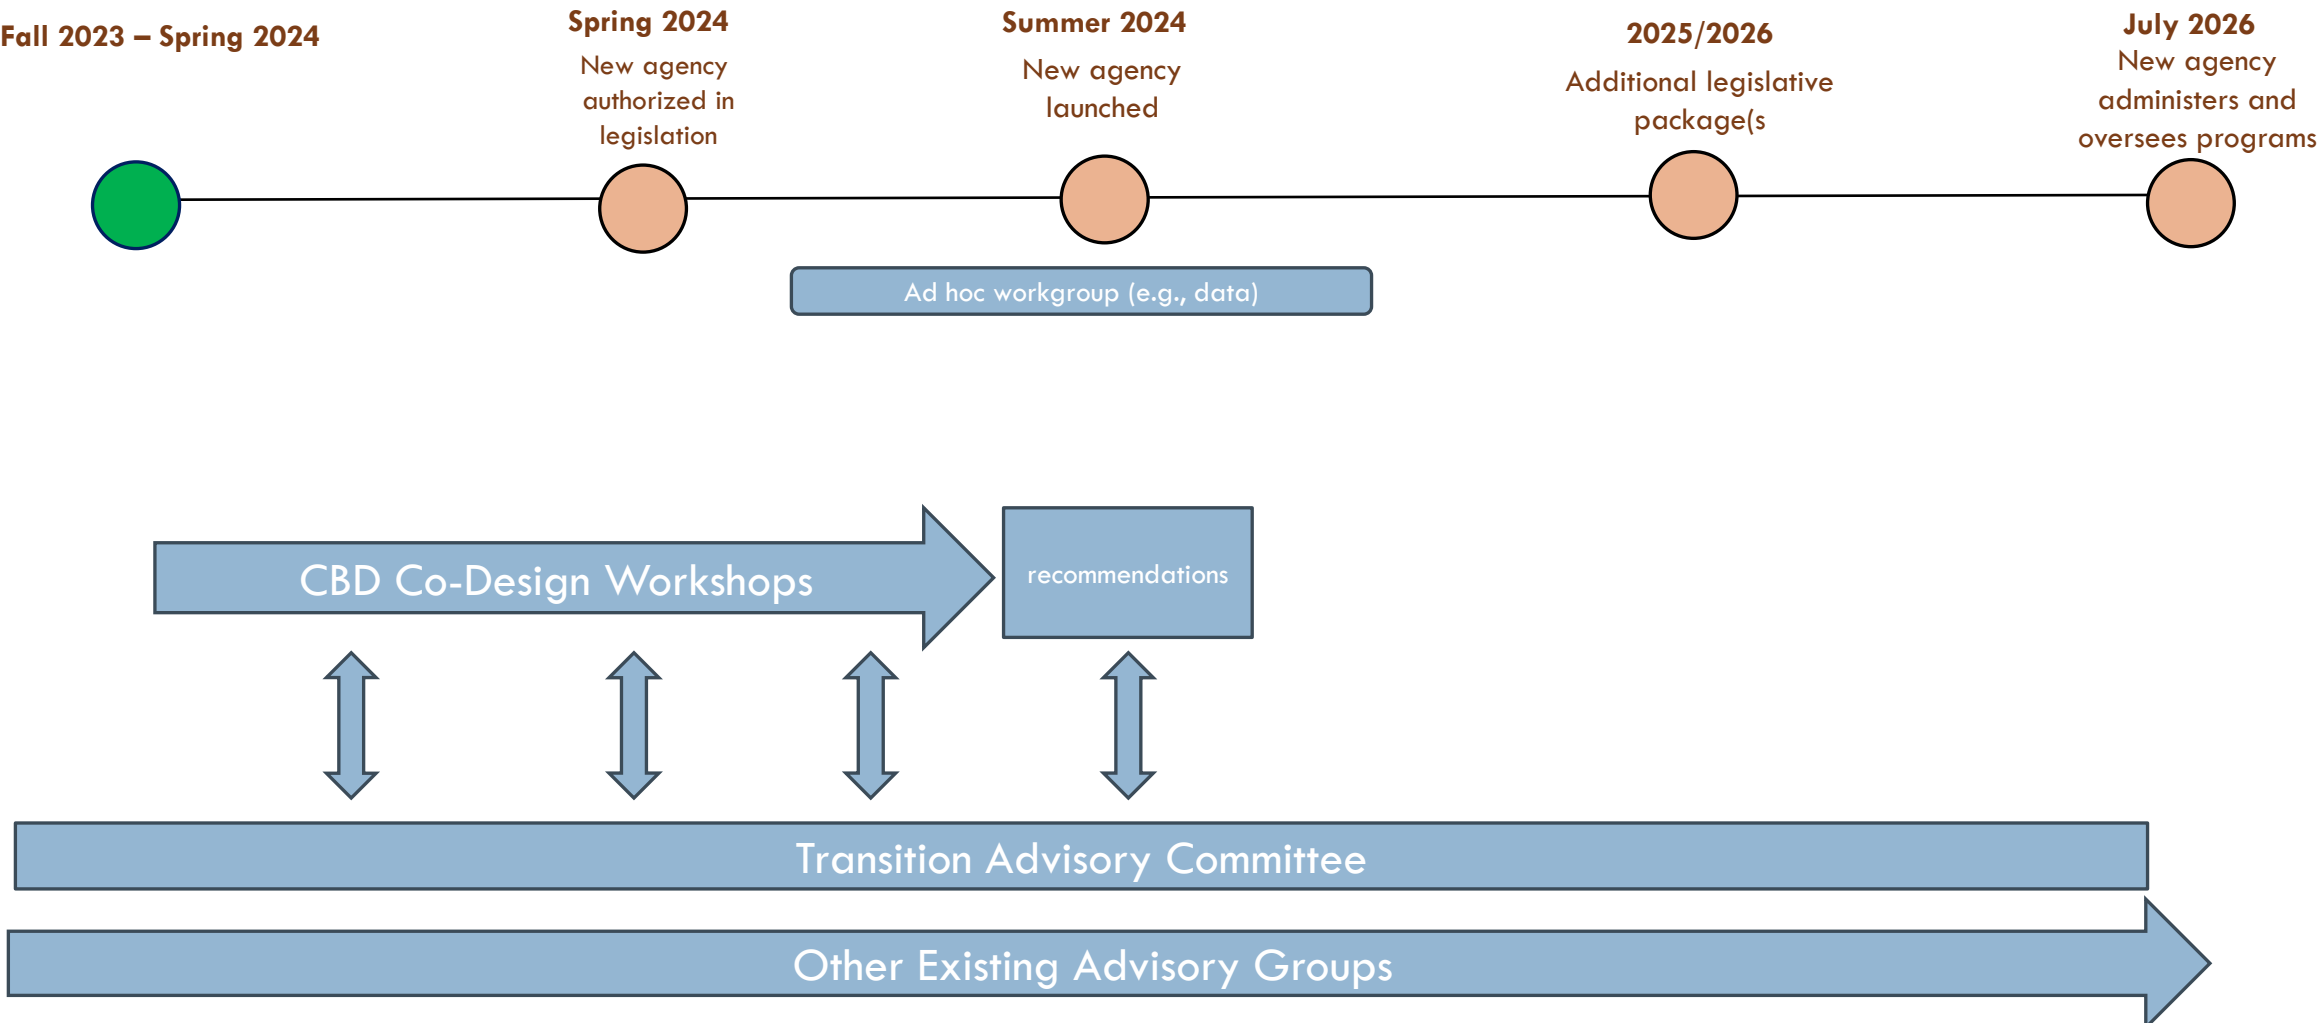 Fall 2023 – Spring 2024
Spring 2024
New agency
authorized in
legislation
Summer 2024
New agency
launched
2025/2026
Additional legislative
package(s
July 2026
New agency
administers and
oversees programs
Ad hoc workgroup (e.g., data)
CBD Co-Design Workshops
recommendations
Transition Advisory Committee
Other Existing Advisory Groups